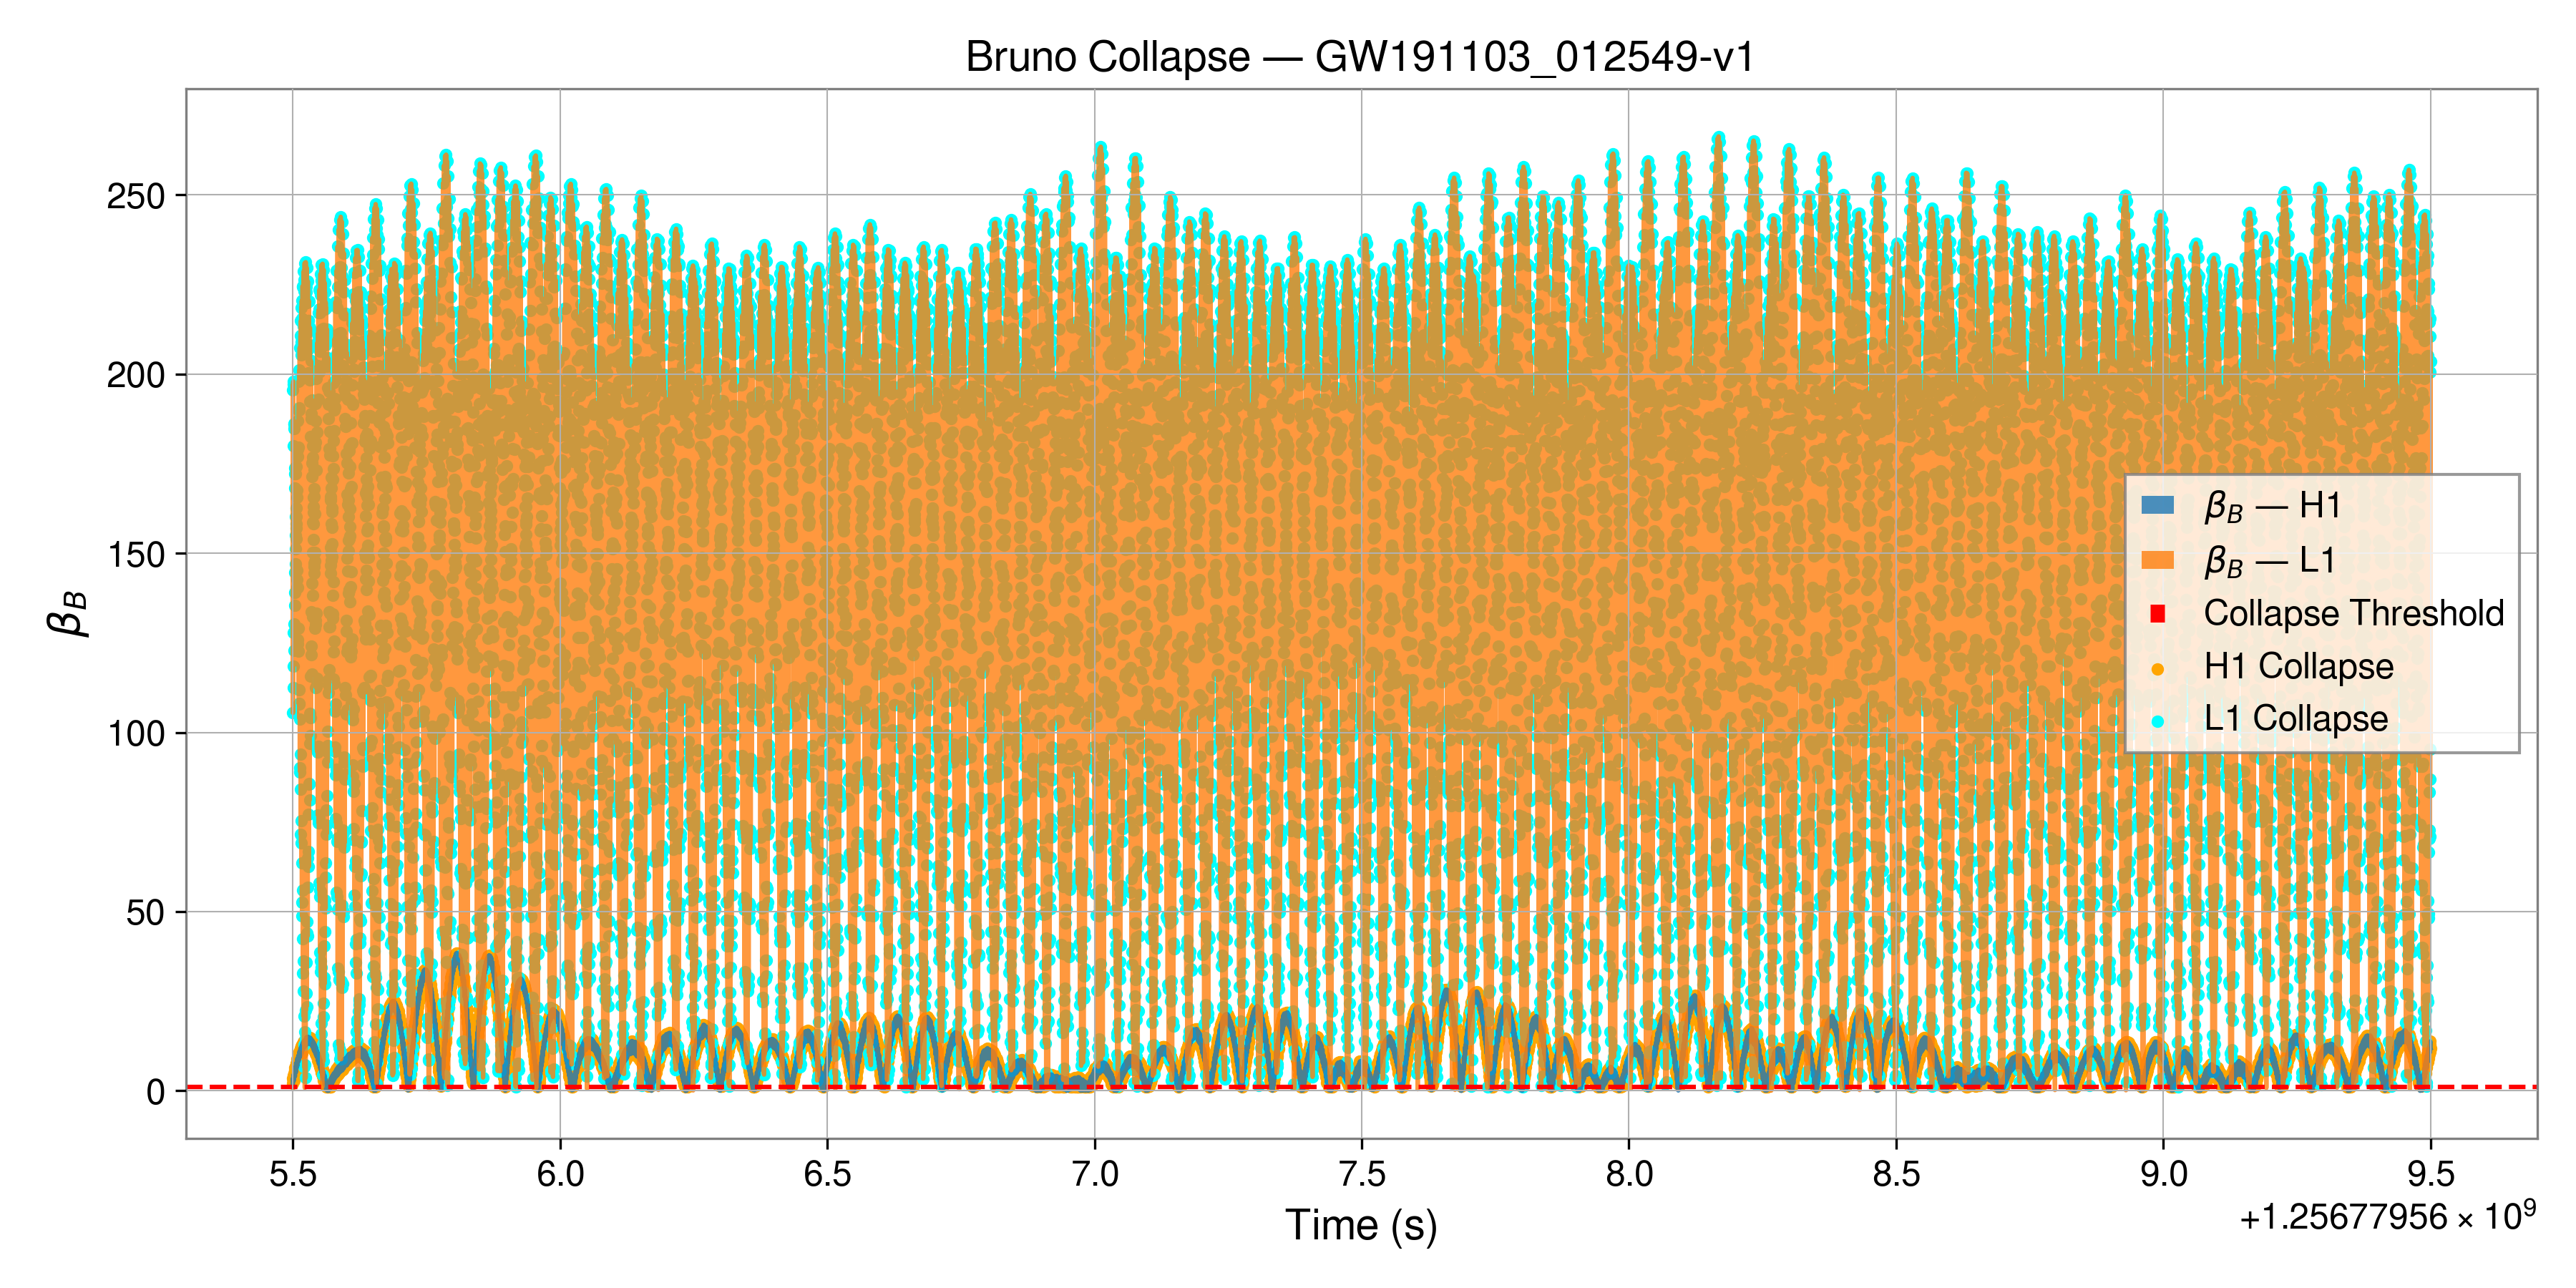 Bruno Collapse — GW191103_012549-v1
β_B
250
200
150
100
50
0
β_B — H1
β_B — L1
Collapse Threshold
H1 Collapse
L1 Collapse
5.5 6.0 6.5 7.0 7.5 8.0 8.5 9.0 9.5
Time (s)
+1.25677956 × 10⁹